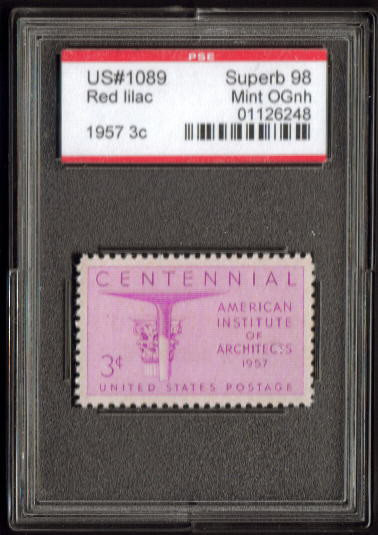 PSE
US#1089 Superb 98
Red lilac Mint OGnh
01126248
1957 3c
CENTENNIAL
AMERICAN
INSTITUTE
OF
ARCHITECTS
1957
3¢
UNITED STATES POSTAGE